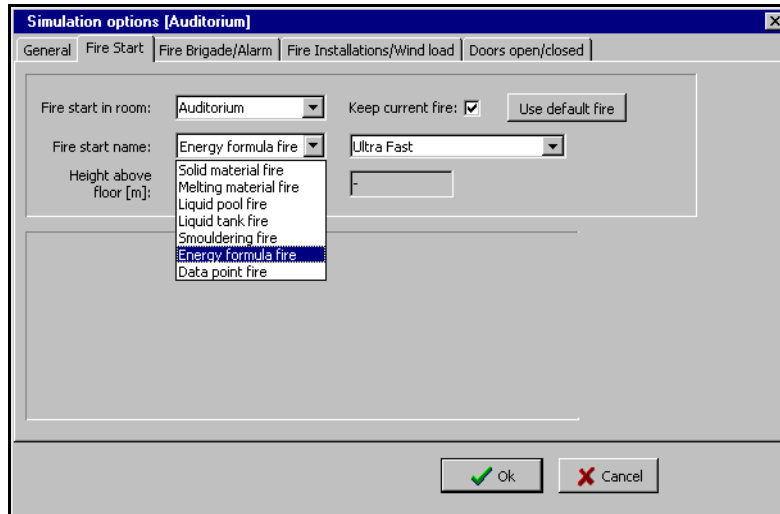 Simulation options [Auditorium]
General Fire Start Fire Brigade/Alarm Fire Installations/Wind load Doors open/closed
Fire start in room: Auditorium Keep current fire: Use default fire
Fire start name: Energy formula fire Ultra Fast
Height above
floor [m]: -
Solid material fire
Melting material fire
Liquid pool fire
Liquid tank fire
Smouldering fire
Energy formula fire
Data point fire
Ok Cancel